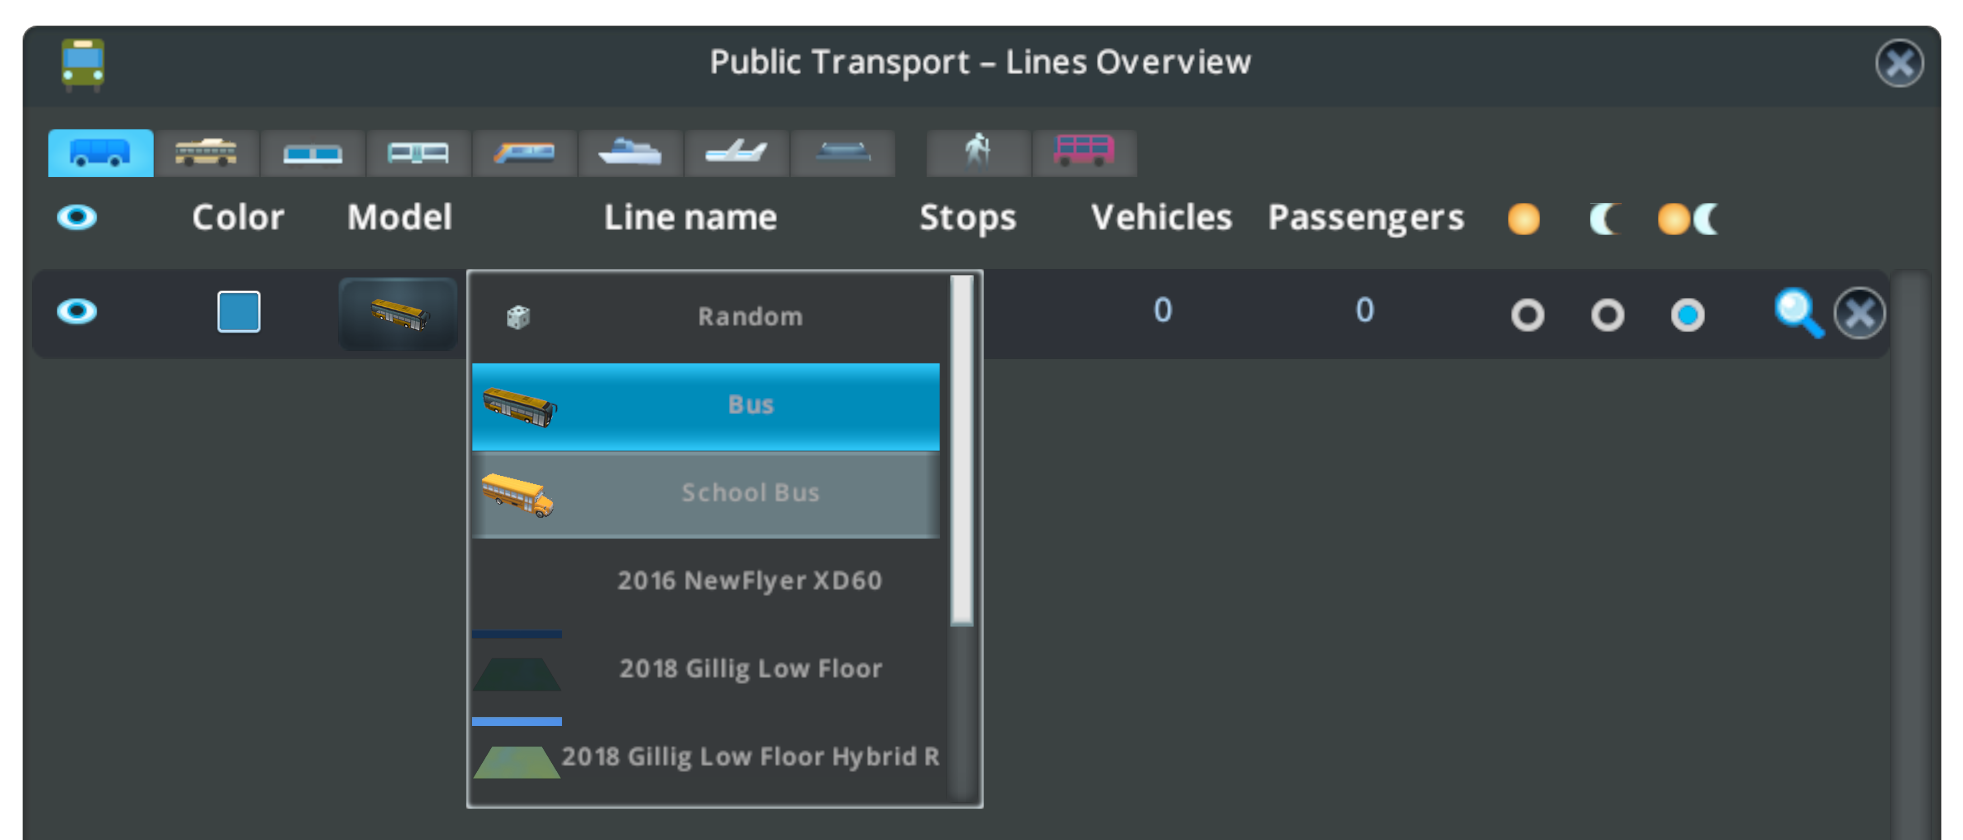 Public Transport – Lines Overview
Color Model Line name Stops Vehicles Passengers
0 0
Random
Bus
School Bus
2016 NewFlyer XD60
2018 Gillig Low Floor
2018 Gillig Low Floor Hybrid R